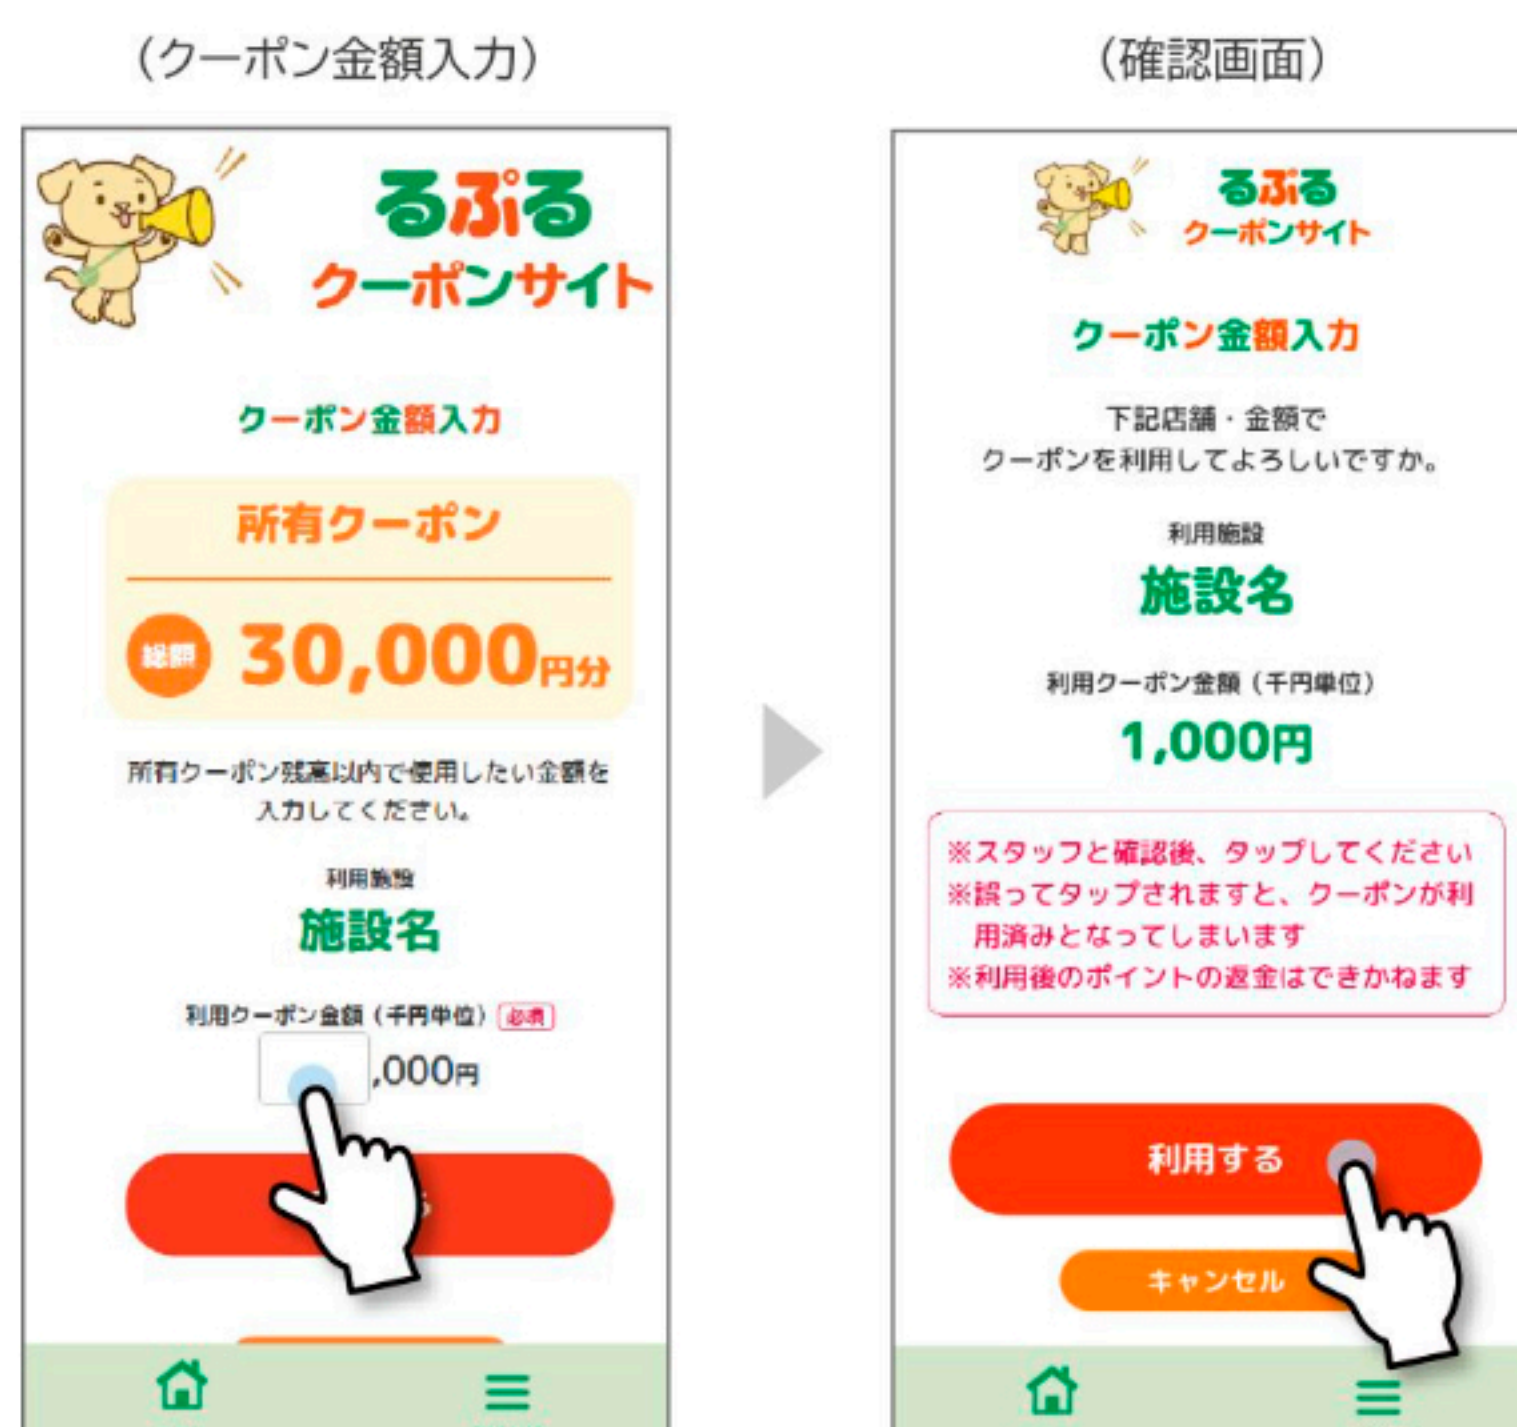 （クーポン金額入力）
るぷる
クーポンサイト
クーポン金額入力
所有クーポン
総額 30,000円分
所有クーポン残高以内で使用したい金額を
入力してください。
利用施設
施設名
利用クーポン金額（千円単位） 必須
,000円
（確認画面）
るぷる
クーポンサイト
クーポン金額入力
下記店舗・金額で
クーポンを利用してよろしいですか。
利用施設
施設名
利用クーポン金額（千円単位）
1,000円
※スタッフと確認後、タップしてください
※誤ってタップされますと、クーポンが利
用済みとなってしまいます
※利用後のポイントの返金はできかねます
利用する
キャンセル